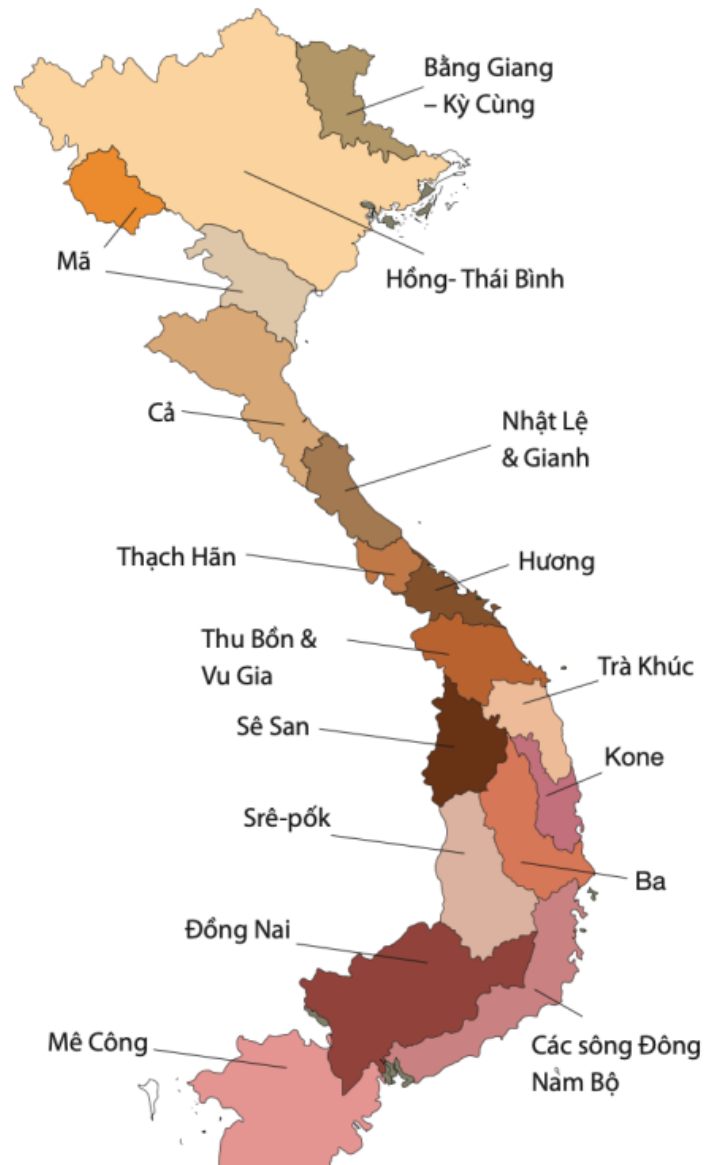 Bằng Giang
– Kỳ Cùng
Mã
Hồng- Thái Bình
Cả
Nhật Lệ
& Gianh
Thạch Hãn
Hương
Thu Bồn &
Vu Gia
Trà Khúc
Sê San
Kone
Srê-pốk
Ba
Đồng Nai
Mê Công
Các sông Đông
Nam Bộ